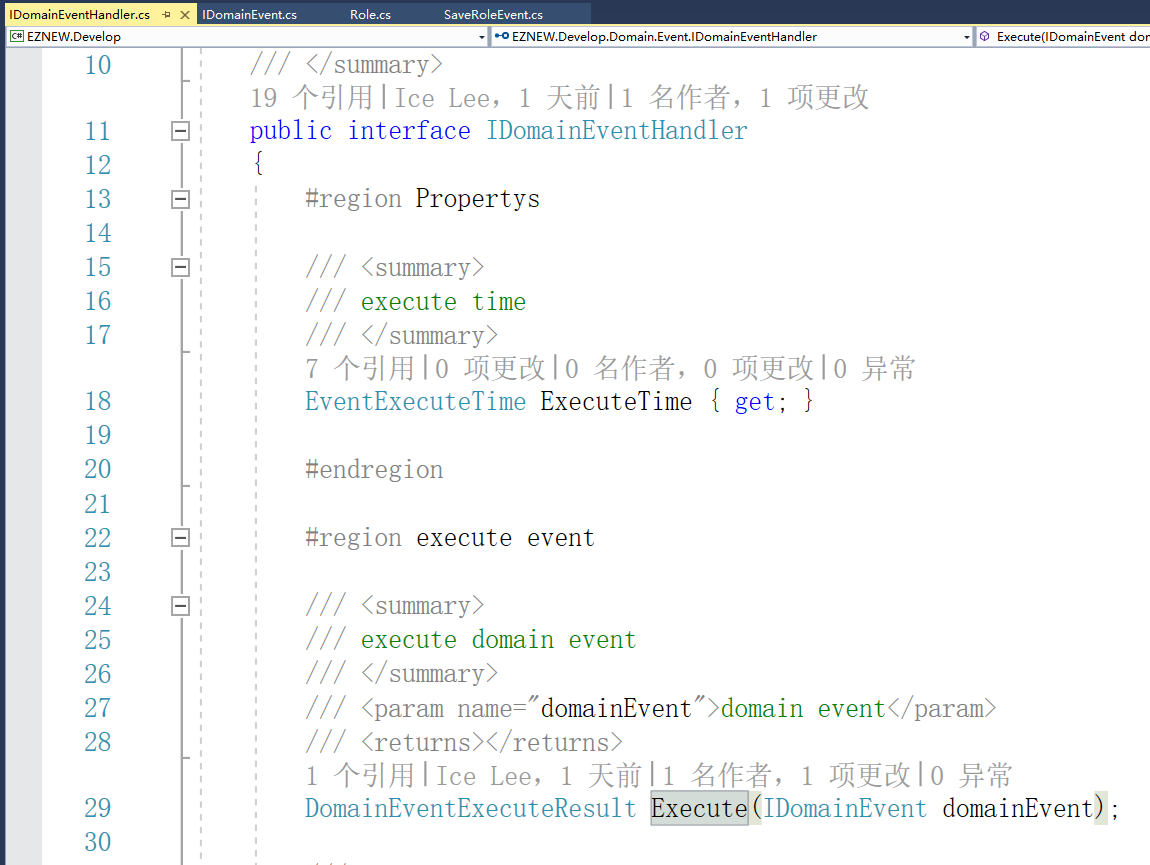 IDomainEventHandler.cs IDomainEvent.cs Role.cs SaveRoleEvent.cs
C# EZNEW.Develop EZNEW.Develop.Domain.Event.IDomainEventHandler Execute(IDomainEvent dor
10 /// </summary>
19 个引用|Ice Lee，1 天前|1 名作者，1 项更改
11 public interface IDomainEventHandler
12 {
13 #region Propertys
14
15 /// <summary>
16 /// execute time
17 /// </summary>
7 个引用|0 项更改|0 名作者，0 项更改|0 异常
18 EventExecuteTime ExecuteTime { get; }
19
20 #endregion
21
22 #region execute event
23
24 /// <summary>
25 /// execute domain event
26 /// </summary>
27 /// <param name="domainEvent">domain event</param>
28 /// <returns></returns>
1 个引用|Ice Lee，1 天前|1 名作者，1 项更改|0 异常
29 DomainEventExecuteResult Execute(IDomainEvent domainEvent);
30